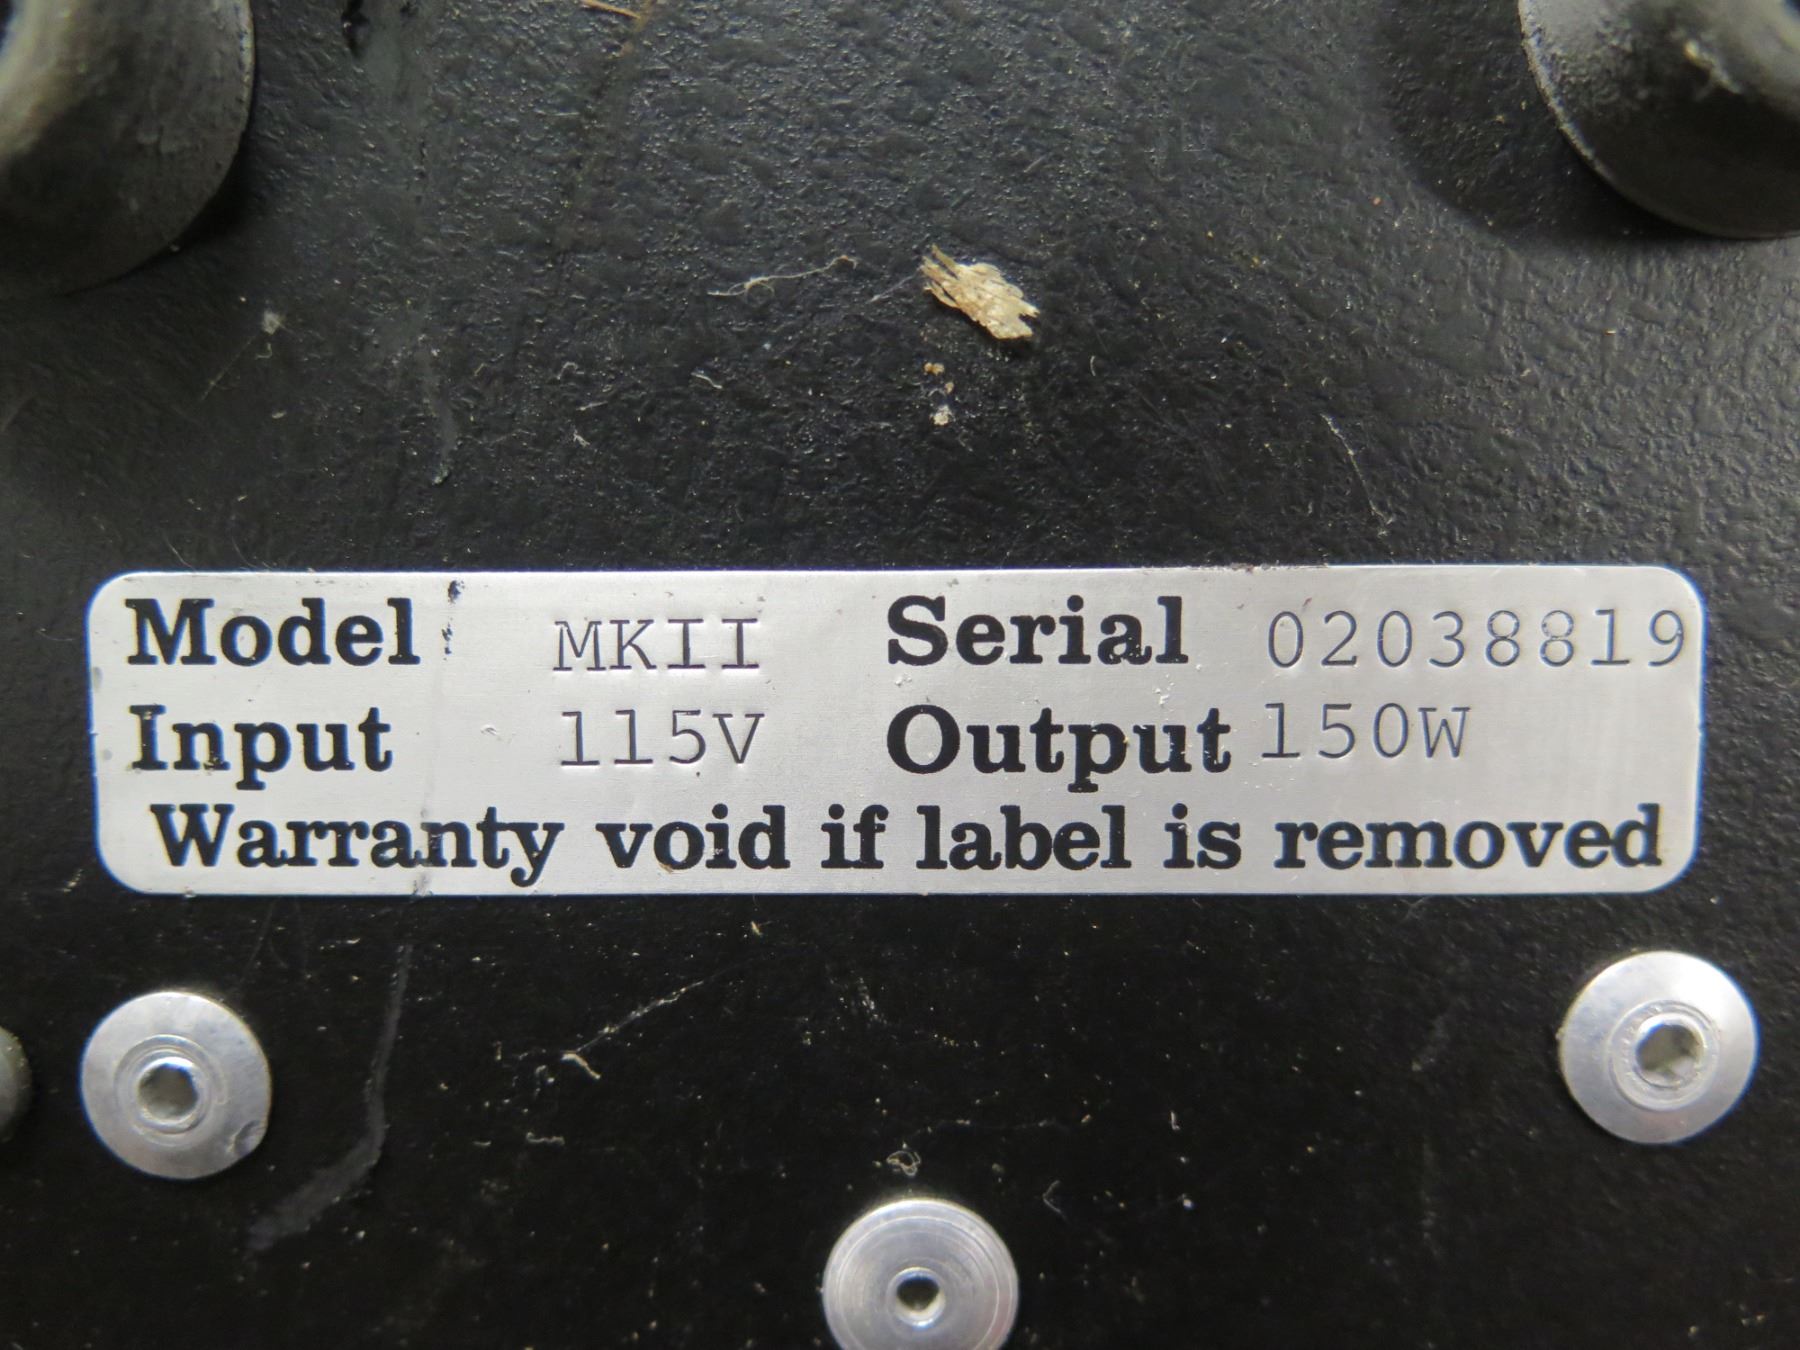 Model MKII Serial 02038819
Input 115V Output 150W
Warranty void if label is removed